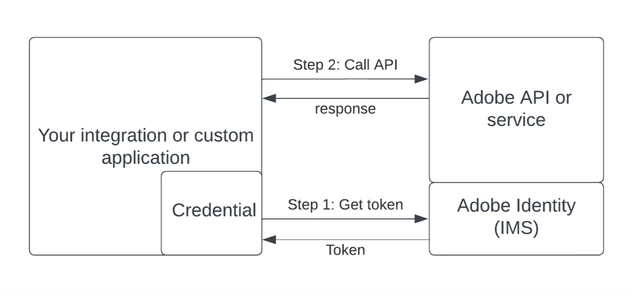 Step 2: Call API
response
Your integration or custom
application
Adobe API or
service
Credential
Step 1: Get token
Token
Adobe Identity
(IMS)